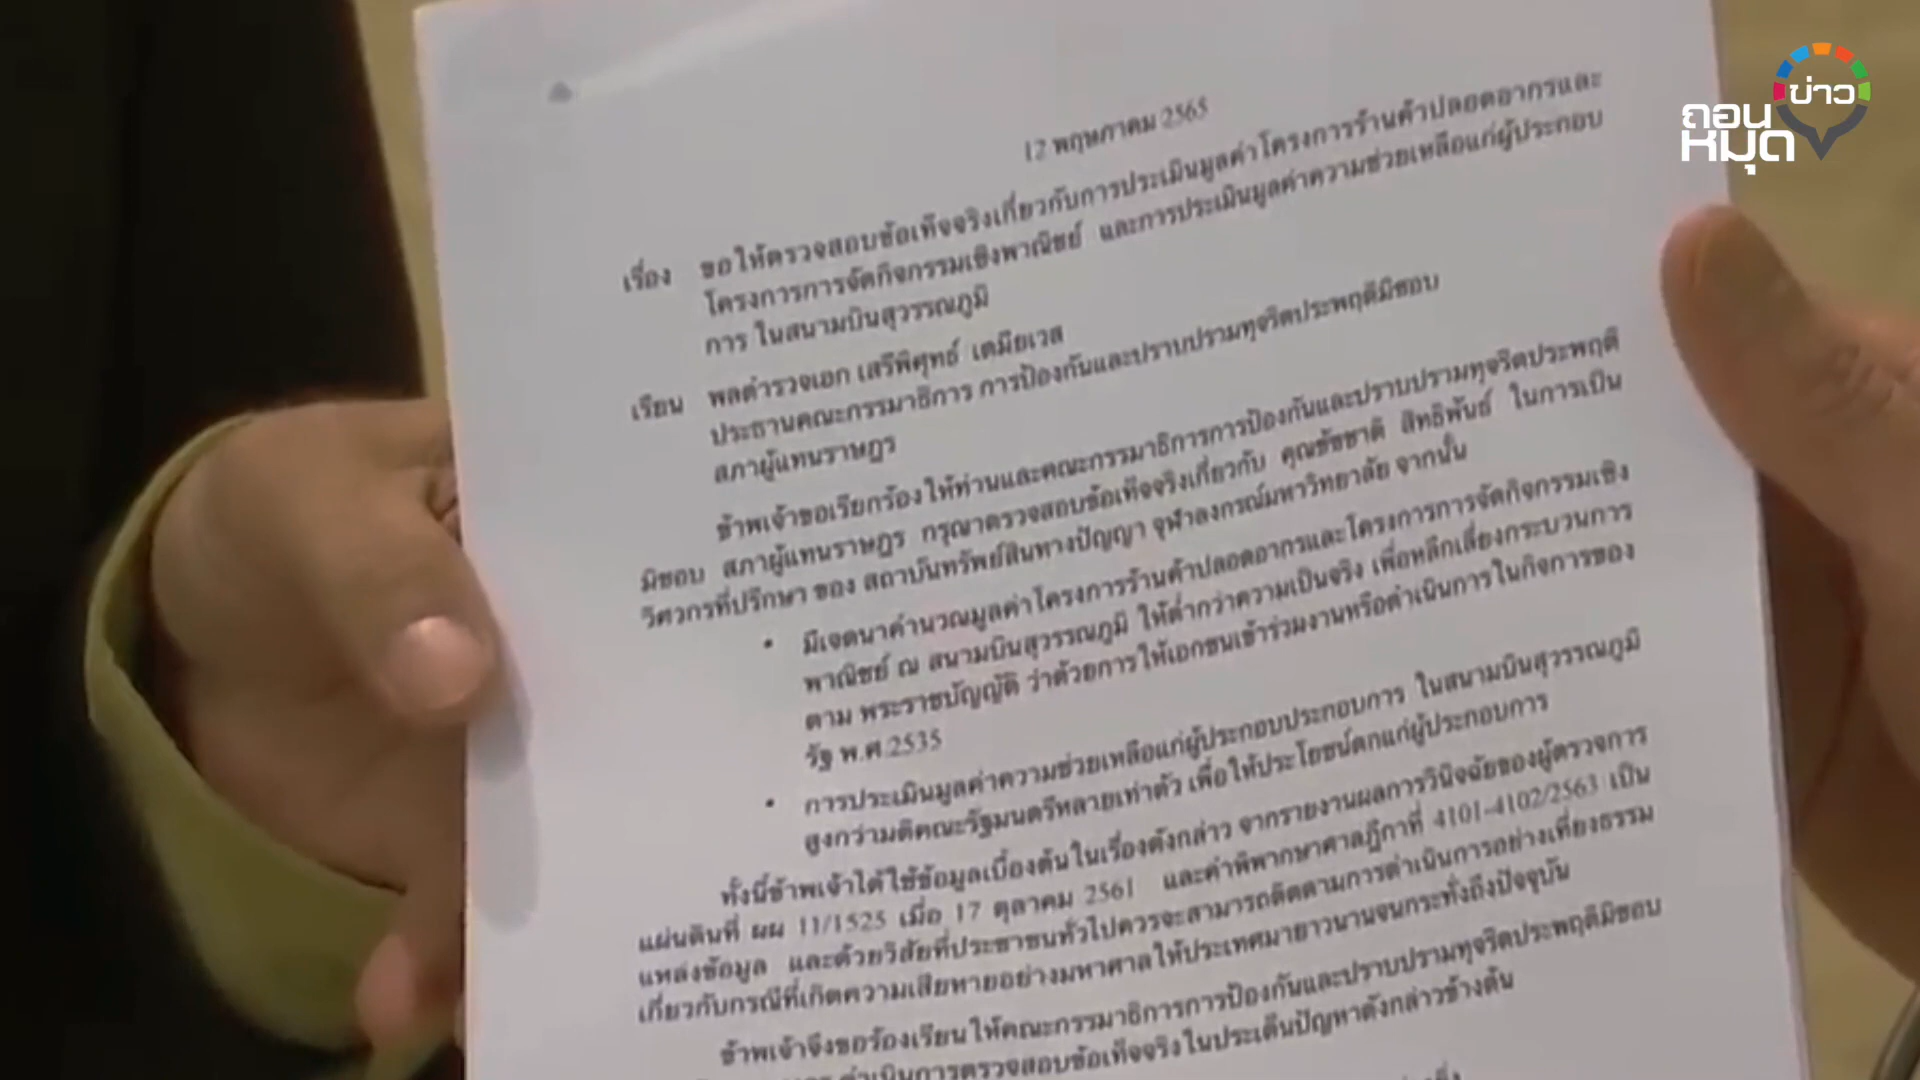 ถอน
หมุด
ข่าว
12 พฤษภาคม 2565
เรื่อง ขอให้ตรวจสอบข้อเท็จจริงเกี่ยวกับการประเมินมูลค่าโครงการร้านค้าปลอดอากรและ
โครงการการจัดกิจกรรมเชิงพาณิชย์ และการประเมินมูลค่าความช่วยเหลือแก่ผู้ประกอบ
การ ในสนามบินสุวรรณภูมิ
เรียน พลตำรวจเอก เสรีพิศุทธ์ เตมียเวส
ประธานคณะกรรมาธิการ การป้องกันและปราบปรามทุจริตประพฤติมิชอบ
สภาผู้แทนราษฎร
ข้าพเจ้าขอเรียกร้องให้ท่านและคณะกรรมาธิการการป้องกันและปราบปรามทุจริตประพฤติ
มิชอบ สภาผู้แทนราษฎร กรุณาตรวจสอบข้อเท็จจริงเกี่ยวกับ คุณชัชชาติ สิทธิพันธ์ ในการเป็น
วิศวกรที่ปรึกษา ของ สถาบันทรัพย์สินทางปัญญา จุฬาลงกรณ์มหาวิทยาลัย จากนั้น
• มีเจตนาคำนวณมูลค่าโครงการร้านค้าปลอดอากรและโครงการการจัดกิจกรรมเชิง
พาณิชย์ ณ สนามบินสุวรรณภูมิ ให้ต่ำกว่าความเป็นจริง เพื่อหลีกเลี่ยงกระบวนการ
ตาม พระราชบัญญัติ ว่าด้วยการให้เอกชนเข้าร่วมงานหรือดำเนินการในกิจการของ
รัฐ พ.ศ.2535
• การประเมินมูลค่าความช่วยเหลือแก่ผู้ประกอบประกอบการ ในสนามบินสุวรรณภูมิ
สูงกว่ามติคณะรัฐมนตรีหลายเท่าตัว เพื่อให้ประโยชน์ตกแก่ผู้ประกอบการ
ทั้งนี้ข้าพเจ้าได้ใช้ข้อมูลเบื้องต้นในเรื่องดังกล่าว จากรายงานผลการวินิจฉัยของผู้ตรวจการ
แผ่นดินที่ ผผ 11/1525 เมื่อ 17 ตุลาคม 2561 และคำพิพากษาศาลฎีกาที่ 4101-4102/2563 เป็น
แหล่งข้อมูล และด้วยวิสัยที่ประชาชนทั่วไปควรจะสามารถติดตามการดำเนินการอย่างเที่ยงธรรม
เกี่ยวกับกรณีที่เกิดความเสียหายอย่างมหาศาลให้ประเทศมายาวนานจนกระทั่งถึงปัจจุบัน
ข้าพเจ้าจึงขอร้องเรียนให้คณะกรรมาธิการการป้องกันและปราบปรามทุจริตประพฤติมิชอบ
ดำเนินการตรวจสอบข้อเท็จจริงในประเด็นปัญหาดังกล่าวข้างต้น